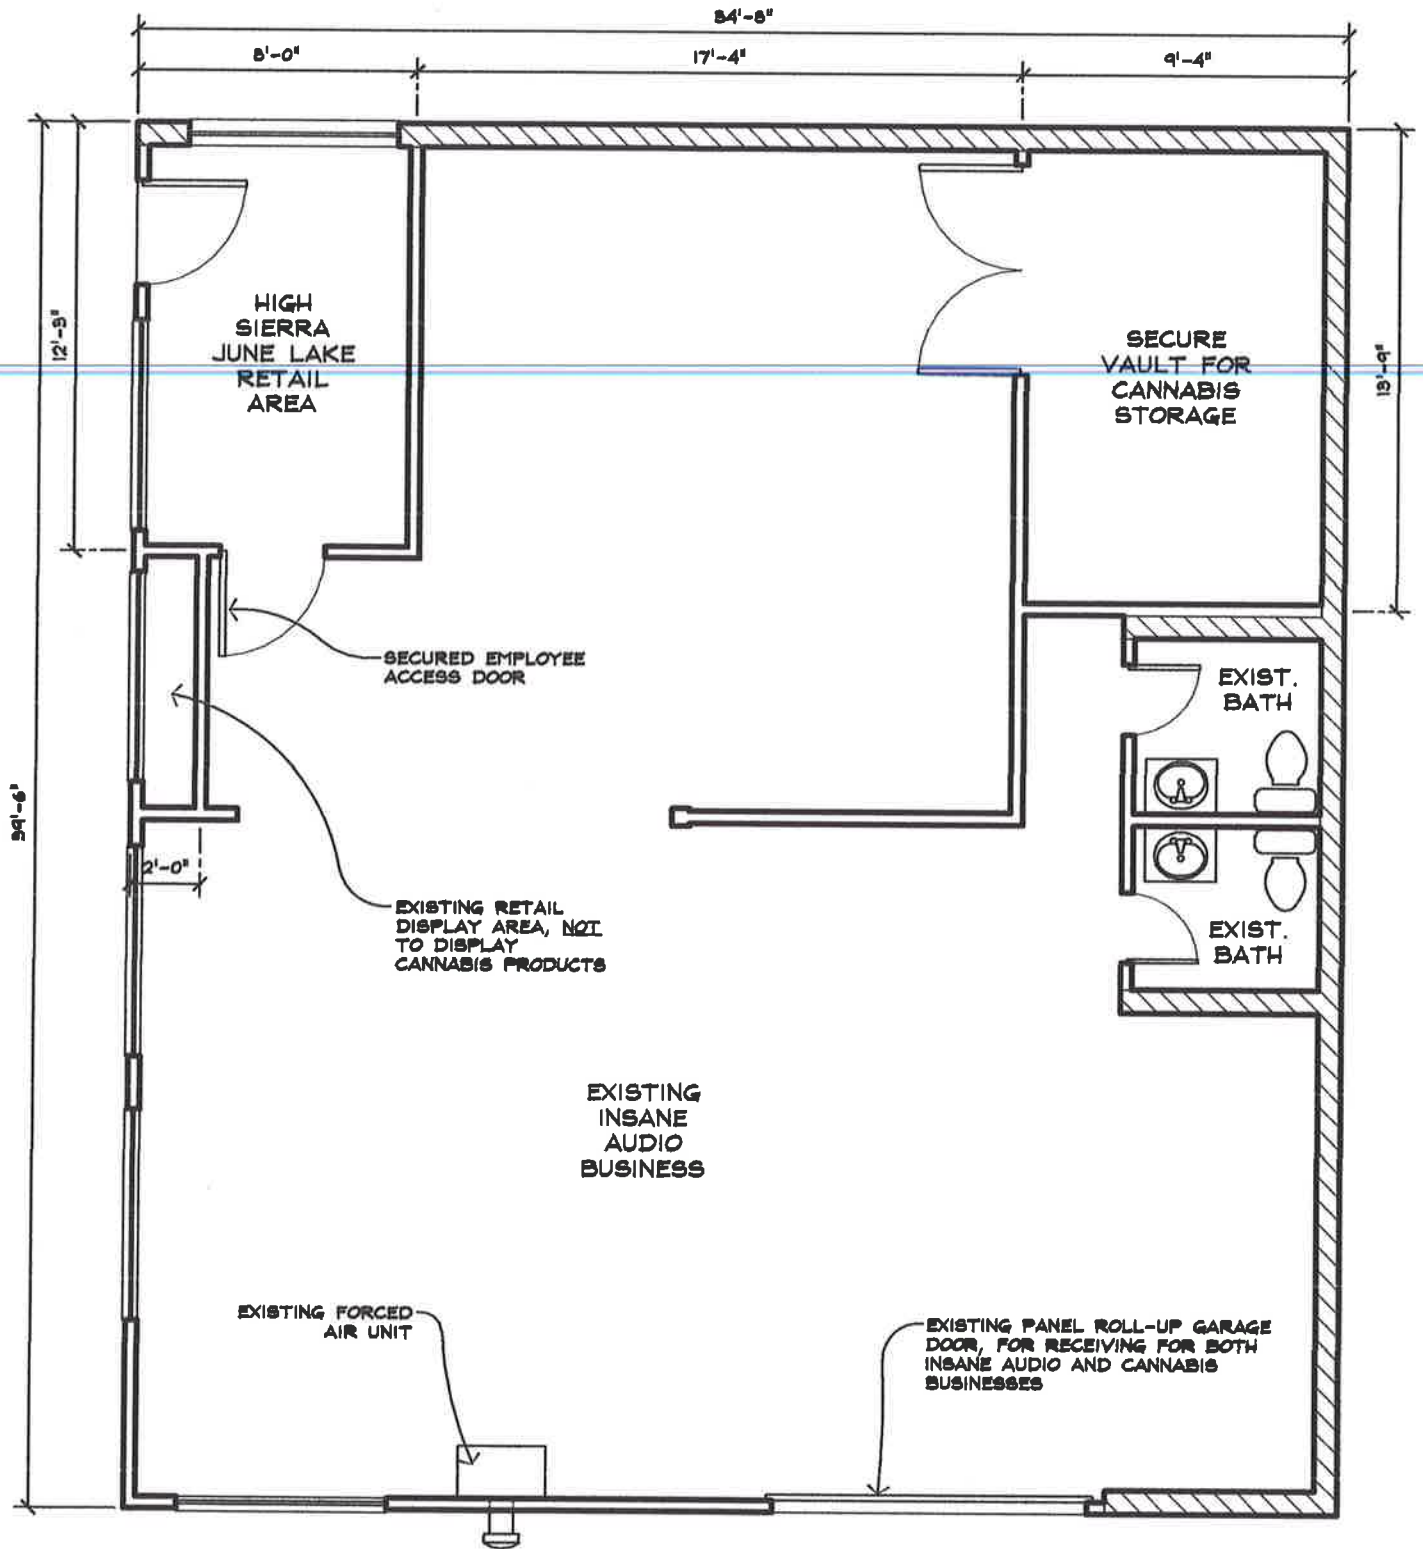 34'-8"
8'-0"
17'-4"
9'-4"
12'-3"
13'-9"
39'-6"
2'-0"
HIGH
SIERRA
JUNE LAKE
RETAIL
AREA
SECURE
VAULT FOR
CANNABIS
STORAGE
SECURED EMPLOYEE
ACCESS DOOR
EXIST.
BATH
EXISTING RETAIL
DISPLAY AREA, NOT
TO DISPLAY
CANNABIS PRODUCTS
EXIST.
BATH
EXISTING
INSANE
AUDIO
BUSINESS
EXISTING FORCED
AIR UNIT
EXISTING PANEL ROLL-UP GARAGE
DOOR, FOR RECEIVING FOR BOTH
INSANE AUDIO AND CANNABIS
BUSINESSES